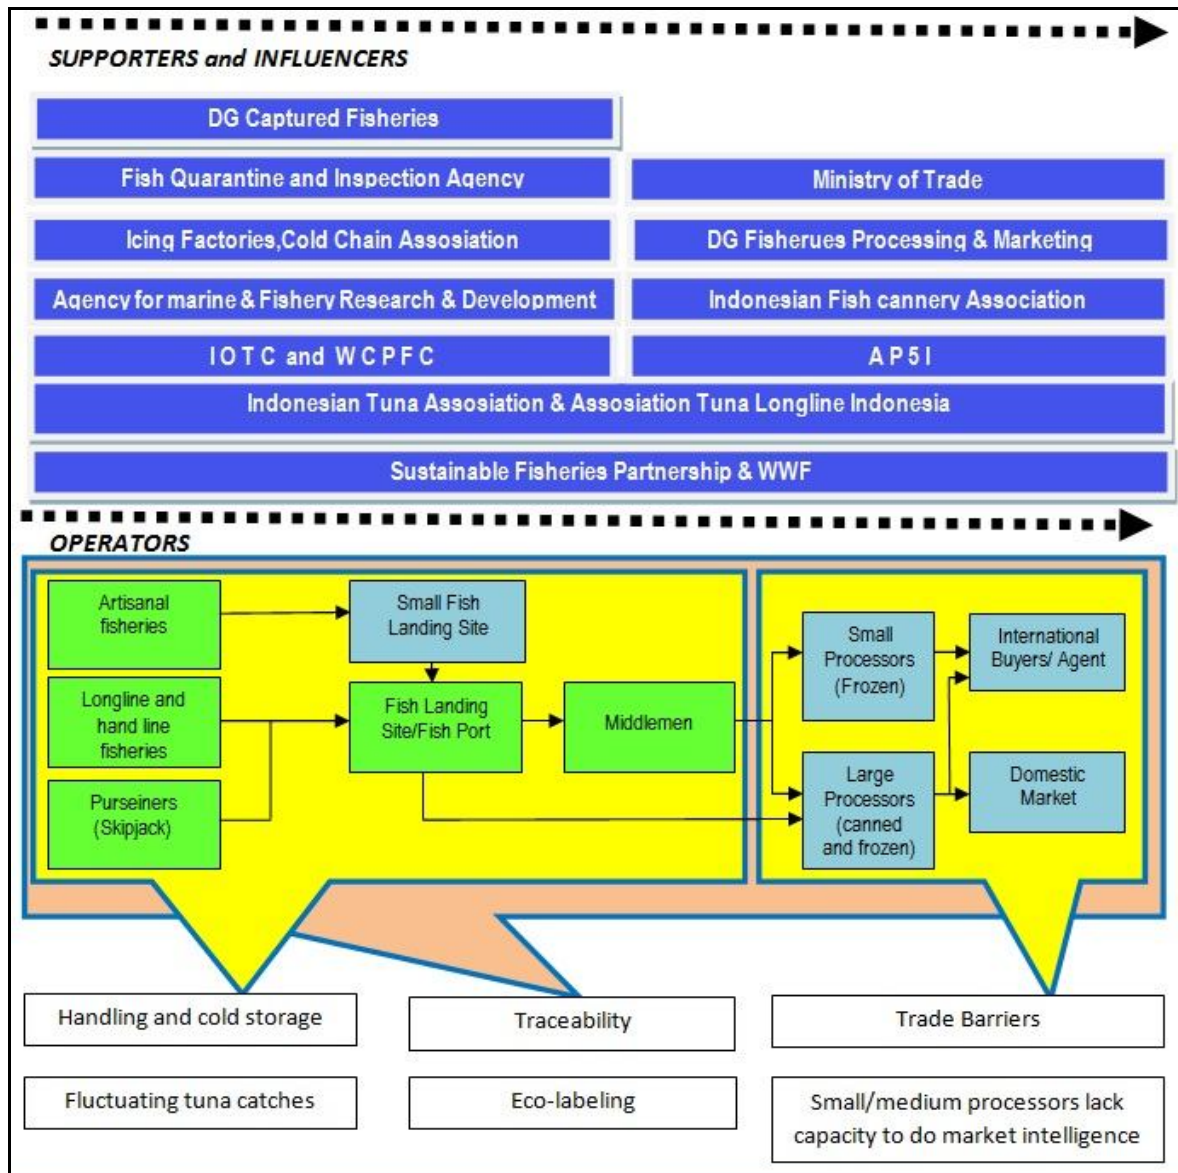 SUPPORTERS and INFLUENCERS
DG Captured Fisheries
Fish Quarantine and Inspection Agency
Ministry of Trade
Icing Factories,Cold Chain Assosiation
DG Fisherues Processing & Marketing
Agency for marine & Fishery Research & Development
Indonesian Fish cannery Association
I O T C and W C P F C
A P 5 I
Indonesian Tuna Assosiation & Assosiation Tuna Longline Indonesia
Sustainable Fisheries Partnership & WWF
OPERATORS
Artisanal
fisheries
Small Fish
Landing Site
Small
Processors
(Frozen)
International
Buyers/ Agent
Longline and
hand line
fisheries
Fish Landing
Site/Fish Port
Middlemen
Purseiners
(Skipjack)
Large
Processors
(canned
and frozen)
Domestic
Market
Handling and cold storage
Traceability
Trade Barriers
Fluctuating tuna catches
Eco-labeling
Small/medium processors lack
capacity to do market intelligence